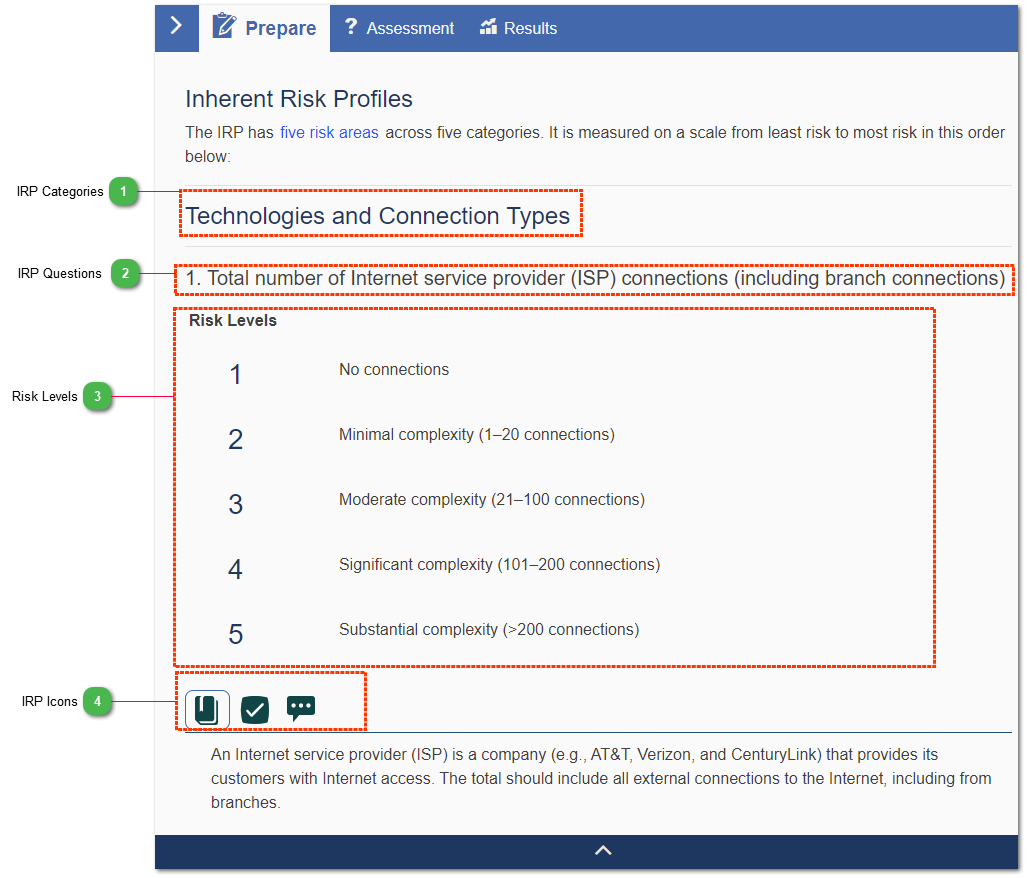 Prepare
? Assessment
Results
Inherent Risk Profiles
The IRP has five risk areas across five categories. It is measured on a scale from least risk to most risk in this order
below:
IRP Categories 1
Technologies and Connection Types
IRP Questions 2
1. Total number of Internet service provider (ISP) connections (including branch connections)
Risk Levels
1 No connections
2 Minimal complexity (1–20 connections)
Risk Levels 3
3 Moderate complexity (21–100 connections)
4 Significant complexity (101–200 connections)
5 Substantial complexity (>200 connections)
IRP Icons 4
An Internet service provider (ISP) is a company (e.g., AT&T, Verizon, and CenturyLink) that provides its
customers with Internet access. The total should include all external connections to the Internet, including from
branches.